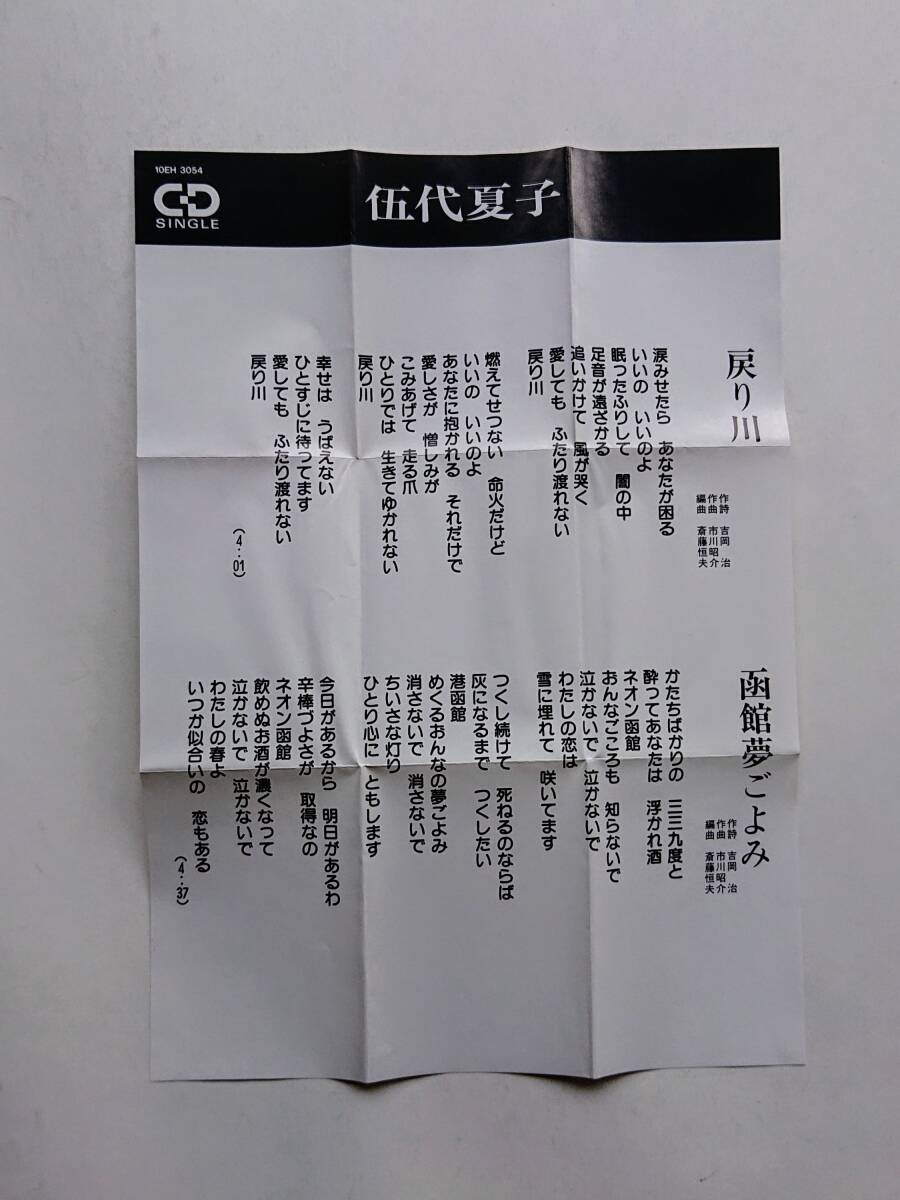 10EH 3054
CD
SINGLE
伍代夏子
戻り川
作詩 吉岡 治
作曲 市川昭介
編曲 斎藤恒夫
涙みせたら あなたが困る
いいの いいのよ
眠ったふりして 闇の中
足音が遠ざかる
追いかけて 風が哭く
愛しても ふたり渡れない
戻り川
燃えてせつない 命火だけど
いいの いいのよ
あなたに抱かれる それだけで
愛しさが 憎しみが
こみあげて 走る爪
ひとりでは 生きてゆかれない
戻り川
幸せは うばえない
ひとすじに待つてます
愛しても ふたり渡れない
戻り川
(4:01)
函館夢ごよみ
作詩 吉岡 治
作曲 市川昭介
編曲 斎藤恒夫
かたちばかりの 三三九度と
酔ってあなたは 浮かれ酒
ネオン函館
おんなごころも 知らないで
泣かないで 泣かないで
わたしの恋は
雪に埋れて 咲いてます
つくし続けて 死ねるのならば
灰になるまで つくしたい
港函館
めくるおんなの夢ごよみ
消さないで 消さないで
ちいさな灯り
ひとり心に ともします
今日があるから 明日があるわ
辛棒づよさが 取得なの
ネオン函館
飲めぬお酒が濃くなって
泣かないで 泣かないで
わたしの春よ
いつか似合いの 恋もある
(4:37)